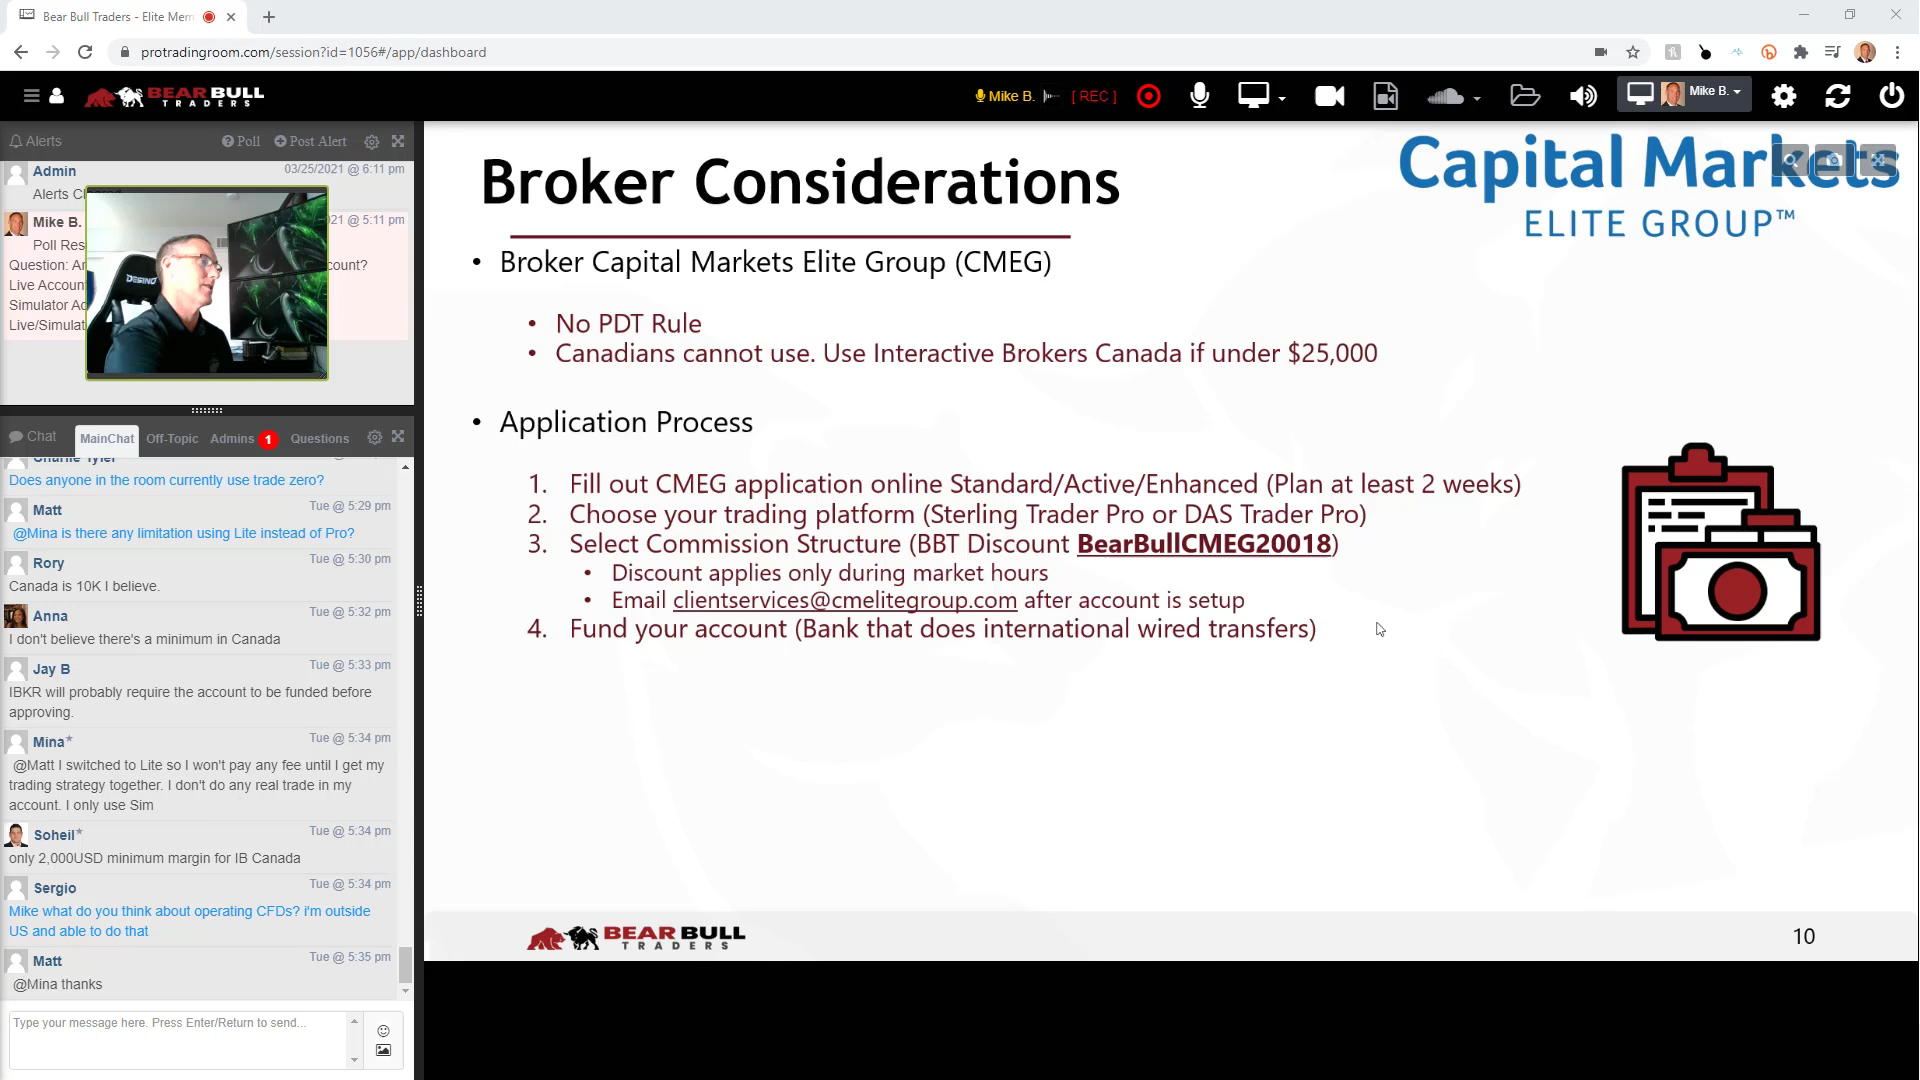 Bear Bull Traders - Elite Mem
protradingroom.com/session?id=1056#/app/dashboard
BEAR BULL
TRADERS
Mike B.
[ REC ]
Mike B.
Alerts
Poll
Post Alert
Admin
03/25/2021 @ 6:11 pm
Alerts
Mike B.
021 @ 5:11 pm
Poll Res
Question: Ar
count?
Live Accoun
Simulator Ac
Live/Simulat
DESINO
Chat
MainChat
Off-Topic
Admins 1
Questions
Charlie Tyler
Does anyone in the room currently use trade zero?
Matt
Tue @ 5:29 pm
@Mina is there any limitation using Lite instead of Pro?
Rory
Tue @ 5:30 pm
Canada is 10K I believe.
Anna
Tue @ 5:32 pm
I don't believe there's a minimum in Canada
Jay B
Tue @ 5:33 pm
IBKR will probably require the account to be funded before
approving.
Mina*
Tue @ 5:34 pm
@Matt I switched to Lite so I won't pay any fee until I get my
trading strategy together. I don't do any real trade in my
account. I only use Sim
Soheil*
Tue @ 5:34 pm
only 2,000USD minimum margin for IB Canada
Sergio
Tue @ 5:34 pm
Mike what do you think about operating CFDs? i'm outside
US and able to do that
Matt
Tue @ 5:35 pm
@Mina thanks
Type your message here. Press Enter/Return to send...
Broker Considerations
Capital Markets
ELITE GROUP™
• Broker Capital Markets Elite Group (CMEG)
• No PDT Rule
• Canadians cannot use. Use Interactive Brokers Canada if under $25,000
• Application Process
1. Fill out CMEG application online Standard/Active/Enhanced (Plan at least 2 weeks)
2. Choose your trading platform (Sterling Trader Pro or DAS Trader Pro)
3. Select Commission Structure (BBT Discount BearBullCMEG20018)
• Discount applies only during market hours
• Email clientservices@cmelitegroup.com after account is setup
4. Fund your account (Bank that does international wired transfers)
BEAR BULL
TRADERS
10